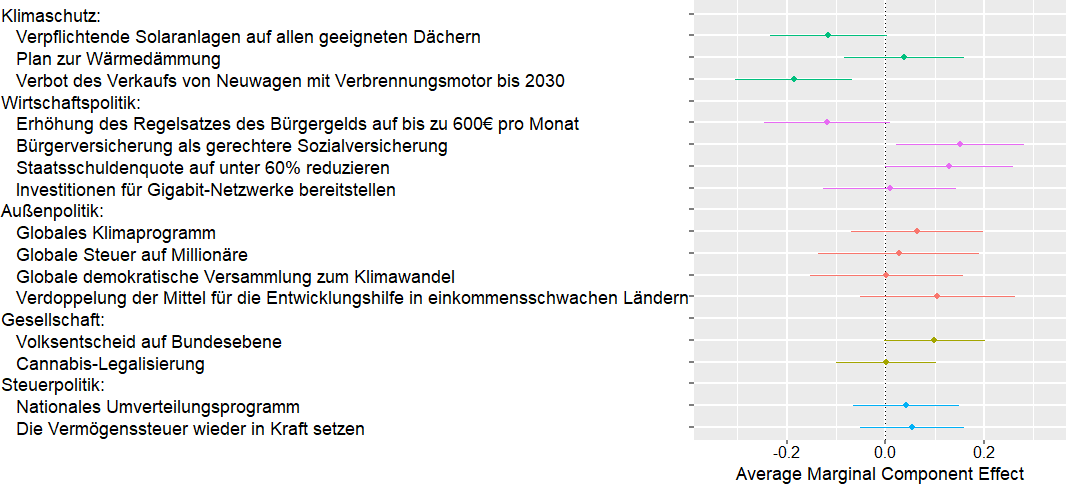 Klimaschutz:
Verpflichtende Solaranlagen auf allen geeigneten Dächern
Plan zur Wärmedämmung
Verbot des Verkaufs von Neuwagen mit Verbrennungsmotor bis 2030
Wirtschaftspolitik:
Erhöhung des Regelsatzes des Bürgergelds auf bis zu 600€ pro Monat
Bürgerversicherung als gerechtere Sozialversicherung
Staatsschuldenquote auf unter 60% reduzieren
Investitionen für Gigabit-Netzwerke bereitstellen
Außenpolitik:
Globales Klimaprogramm
Globale Steuer auf Millionäre
Globale demokratische Versammlung zum Klimawandel
Verdoppelung der Mittel für die Entwicklungshilfe in einkommensschwachen Ländern
Gesellschaft:
Volksentscheid auf Bundesebene
Cannabis-Legalisierung
Steuerpolitik:
Nationales Umverteilungsprogramm
Die Vermögenssteuer wieder in Kraft setzen
-0.2 0.0 0.2
Average Marginal Component Effect